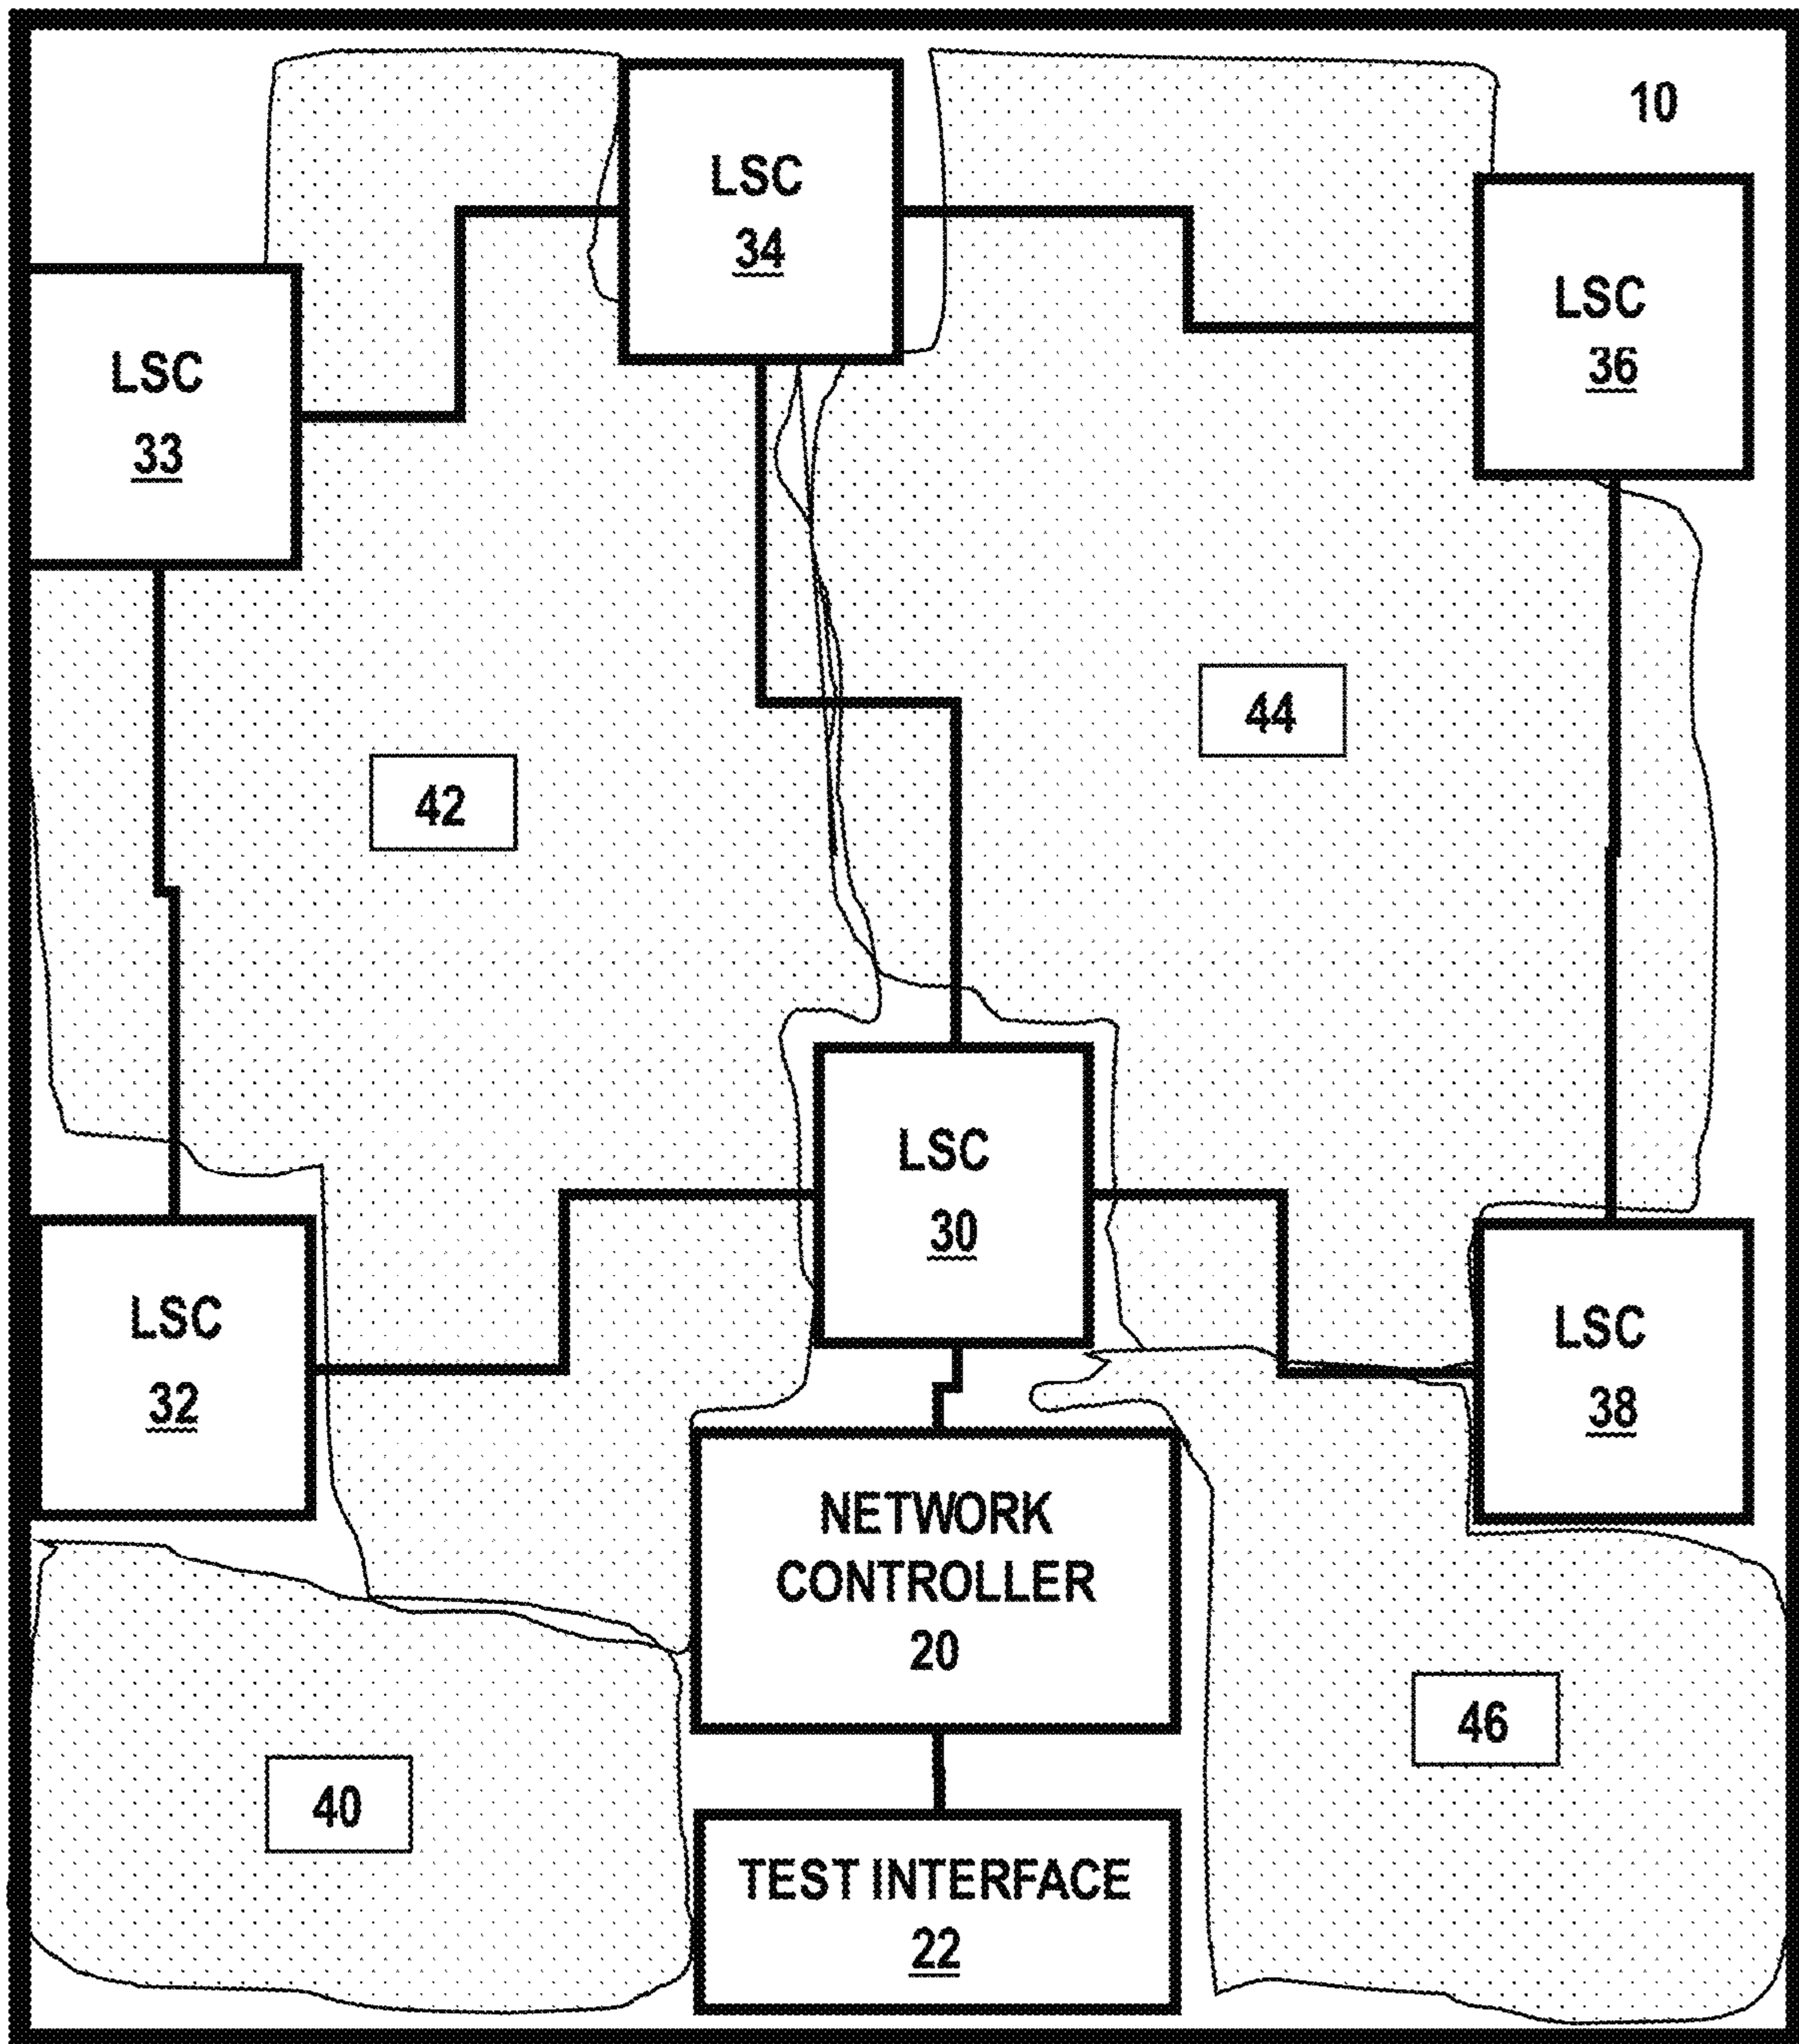 10
LSC
34
LSC
36
LSC
33
44
42
LSC
30
LSC
32
LSC
38
NETWORK
CONTROLLER
20
46
40
TEST INTERFACE
22